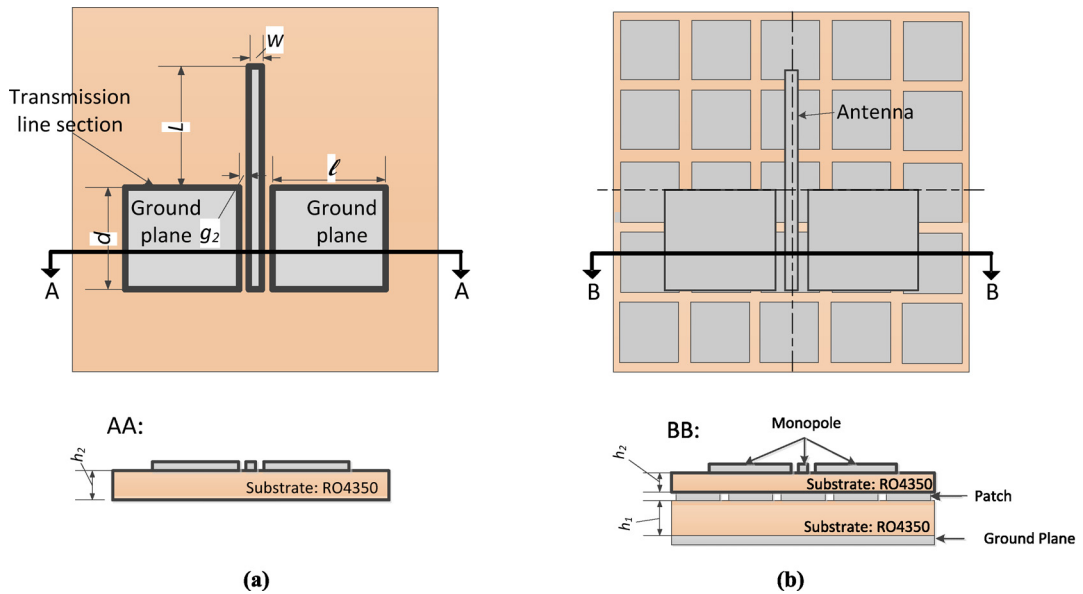 W
Transmission
line section
L
ℓ
Ground
plane
g₂
Ground
plane
d
A
A
AA:
h₂
Substrate: RO4350
(a)
Antenna
B
B
BB:
Monopole
h₂
Substrate: RO4350
Patch
h₁
Substrate: RO4350
Ground Plane
(b)